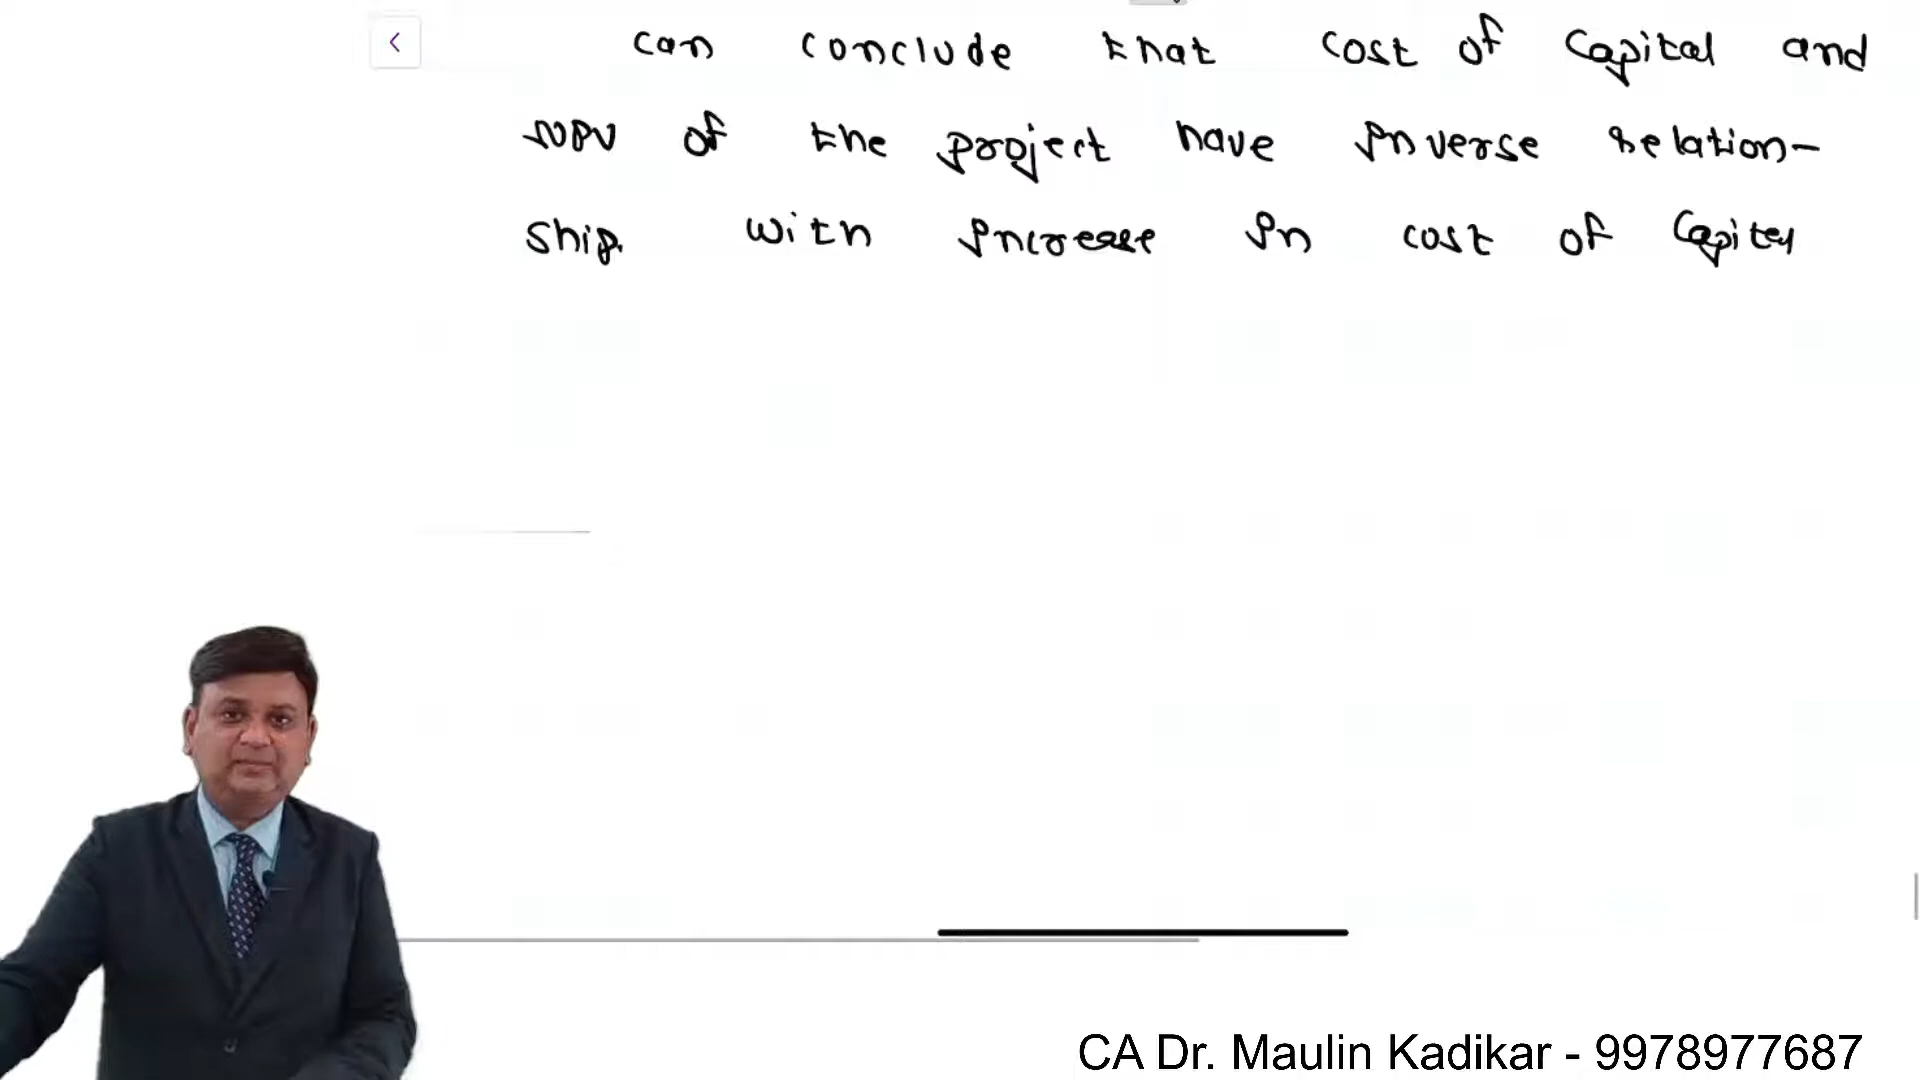 can conclude that cost of Capital and
NPV of the project have Inverse relation-
ship. with Increase In cost of Capital
CA Dr. Maulin Kadikar - 9978977687